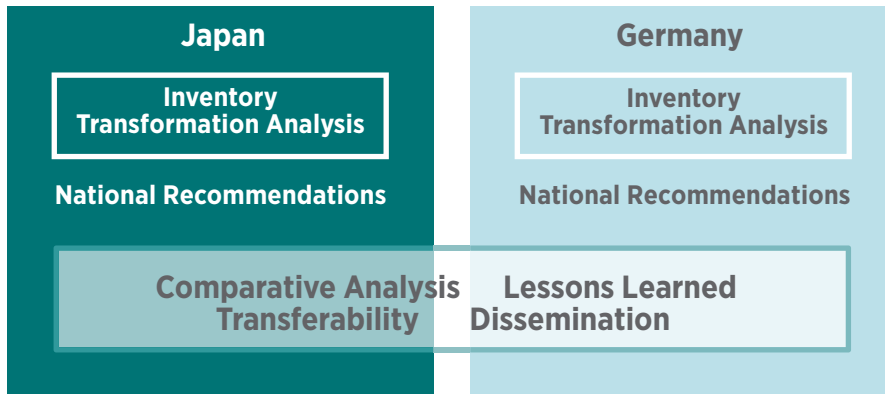 Japan
Inventory
Transformation Analysis
National Recommendations
Germany
Inventory
Transformation Analysis
National Recommendations
Comparative Analysis Lessons Learned
Transferability Dissemination